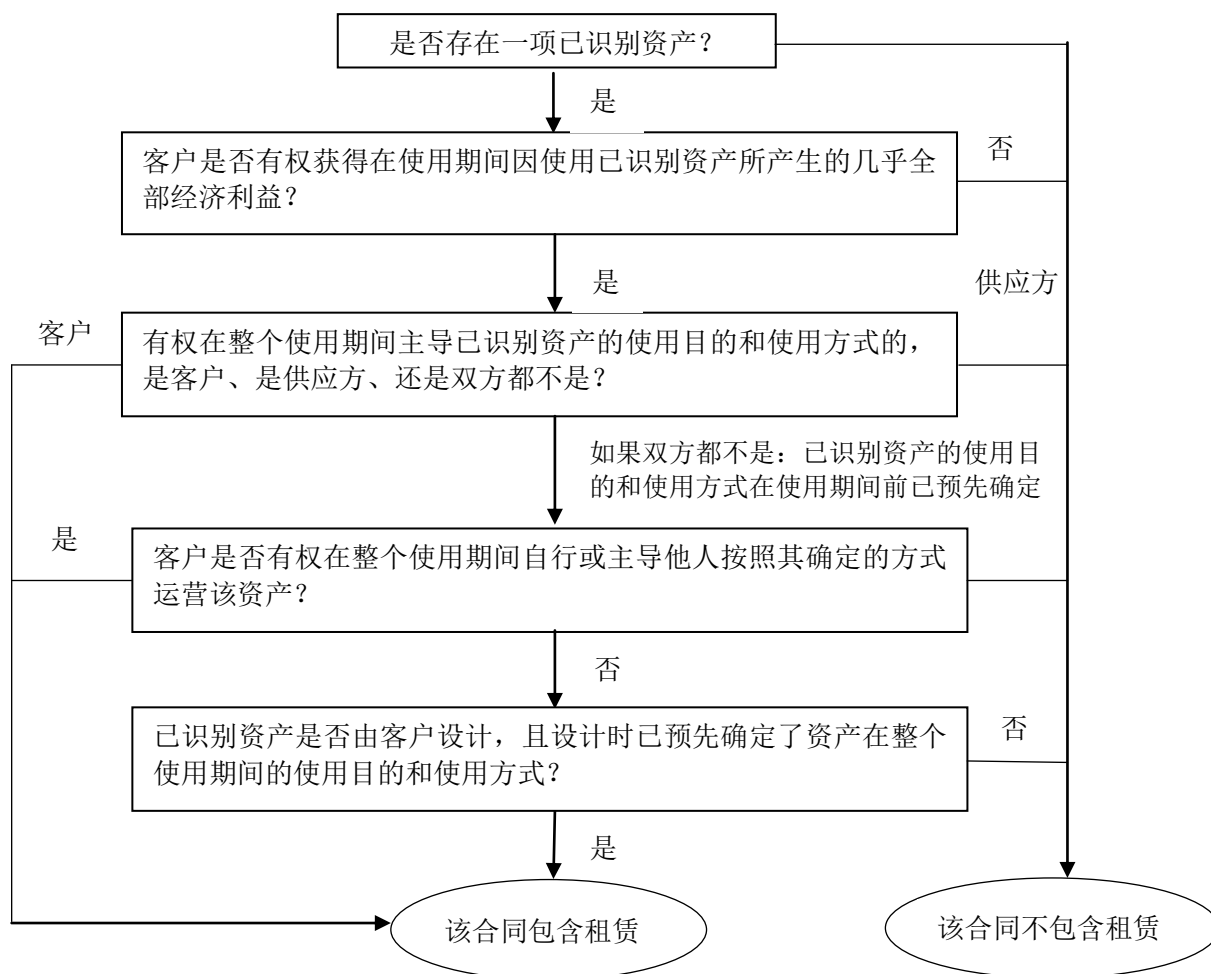 是否存在一项已识别资产？
是
客户是否有权获得在使用期间因使用已识别资产所产生的几乎全
部经济利益？
否
是
供应方
客户
有权在整个使用期间主导已识别资产的使用目的和使用方式的，
是客户、是供应方、还是双方都不是？
如果双方都不是：已识别资产的使用目
的和使用方式在使用期间前已预先确定
是
客户是否有权在整个使用期间自行或主导他人按照其确定的方式
运营该资产？
否
已识别资产是否由客户设计，且设计时已预先确定了资产在整个
使用期间的使用目的和使用方式？
否
是
该合同包含租赁
该合同不包含租赁